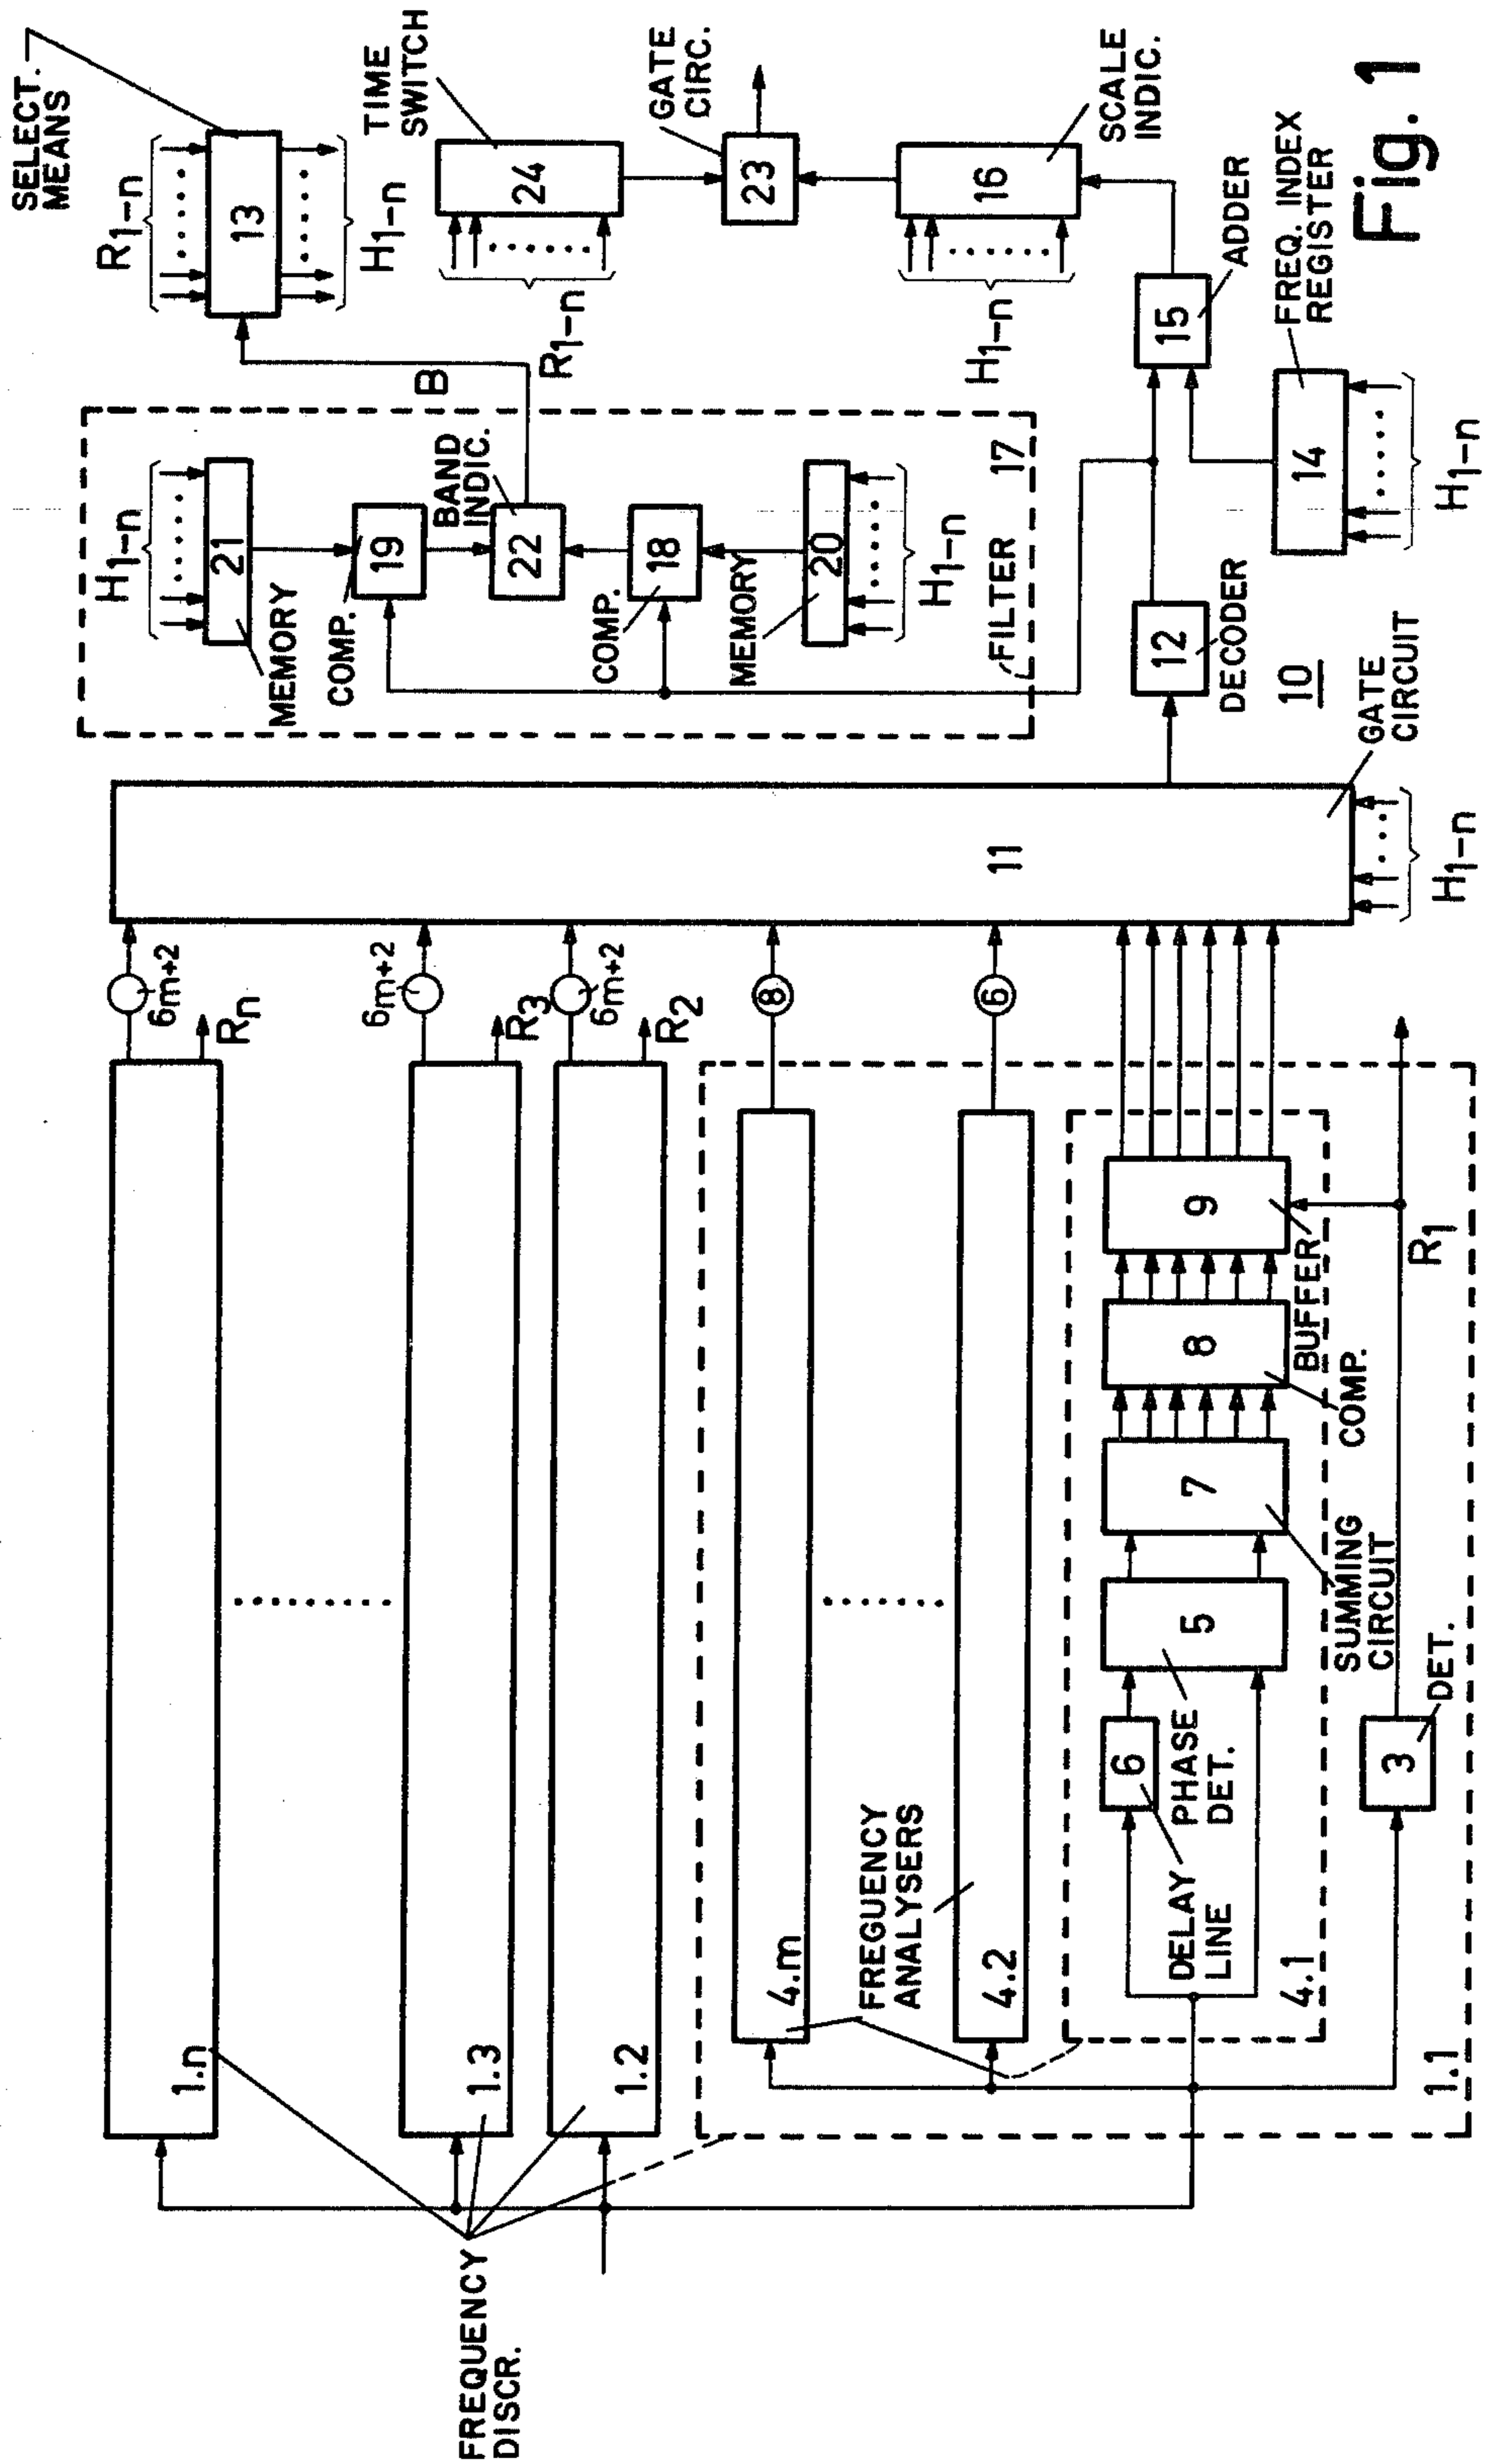 SELECT.
MEANS
R1-n
13
H1-n
TIME
SWITCH
24
R1-n
GATE
CIRC.
23
SCALE
INDIC.
16
H1-n
ADDER
15
FREQ. INDEX
REGISTER
14
H1-n
Fig. 1
B
H1-n
21
MEMORY
COMP.
19
BAND
INDIC.
22
COMP.
18
MEMORY
20
H1-n
FILTER
17
12
DECODER
10
GATE
CIRCUIT
11
H1-n
6m+2
Rn
6m+2
R3
6m+2
R2
8
6
R1
1.n
1.3
1.2
FREQUENCY
DISCR.
4.m
FREGUENCY
ANALYSERS
4.2
4.1
1.1
6
DELAY
LINE
5
PHASE
DET.
7
SUMMING
CIRCUIT
8
COMP.
9
BUFFER
3
DET.